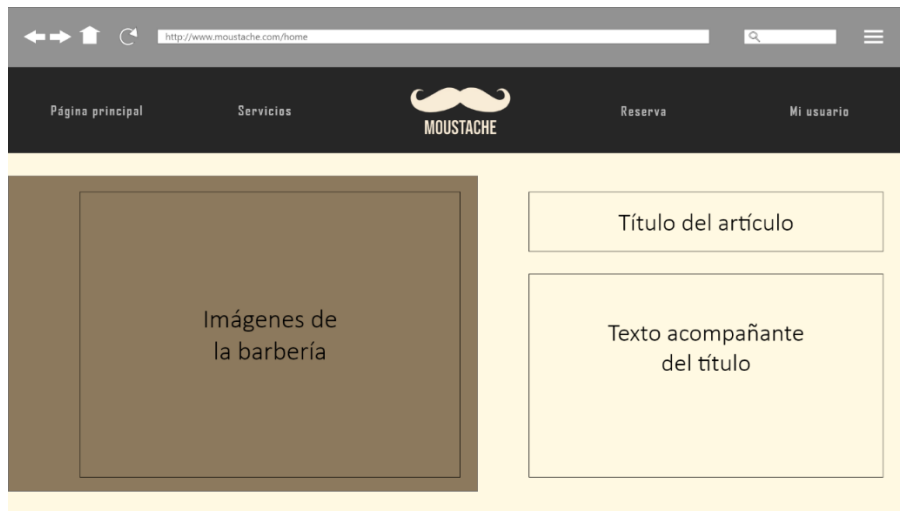 http://www.moustache.com/home
Página principal
Servicios
MOUSTACHE
Reserva
Mi usuario
Imágenes de
la barbería
Título del artículo
Texto acompañante
del título